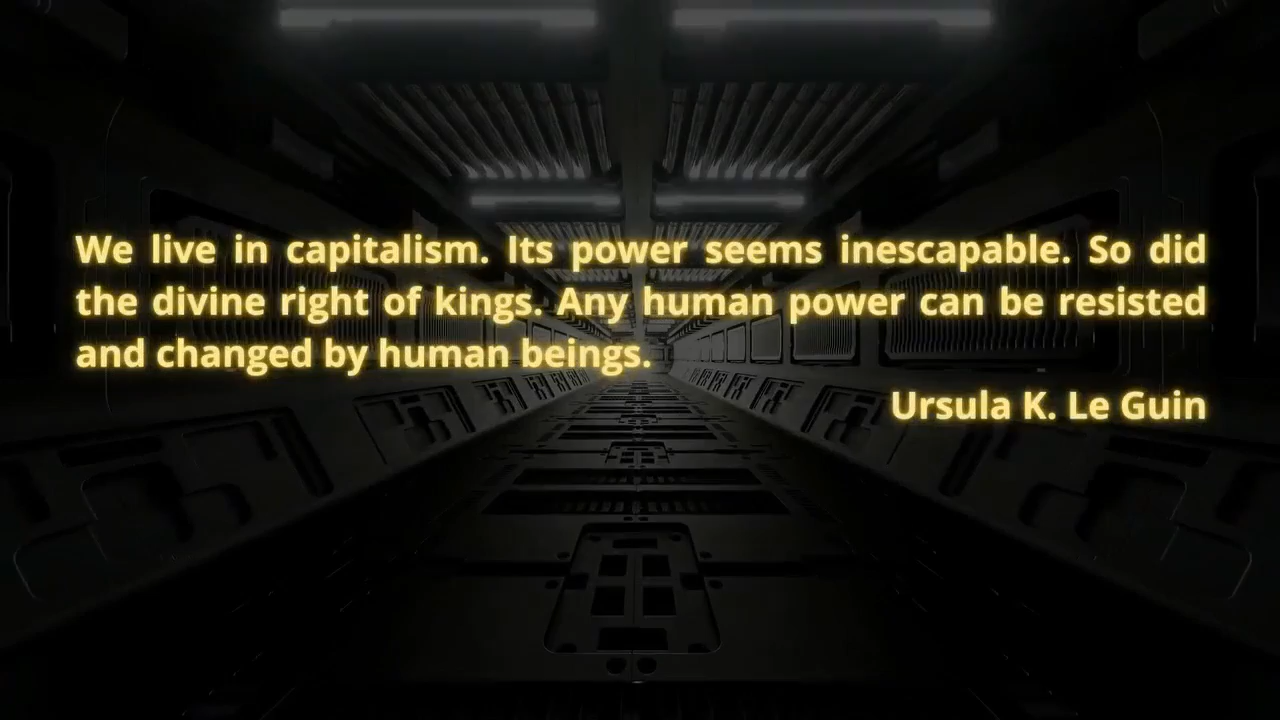 We live in capitalism. Its power seems inescapable. So did
the divine right of kings. Any human power can be resisted
and changed by human beings.
Ursula K. Le Guin